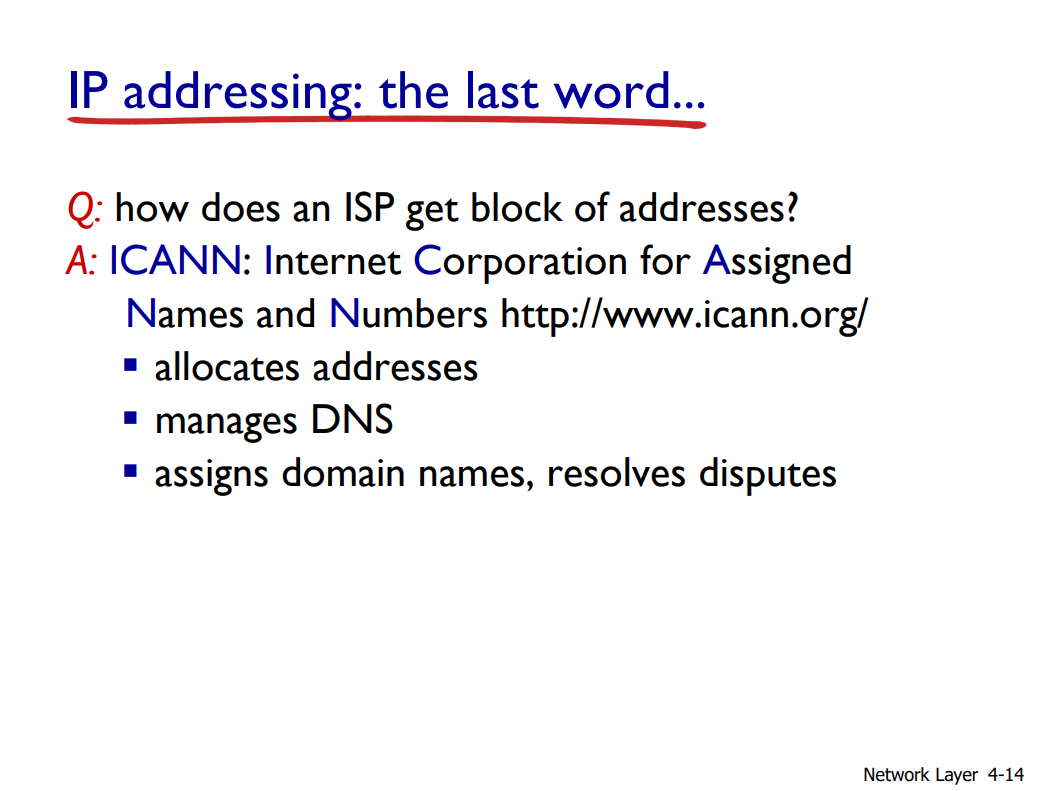 IP addressing: the last word...
Q: how does an ISP get block of addresses?
A: ICANN: Internet Corporation for Assigned
Names and Numbers http://www.icann.org/
▪ allocates addresses
▪ manages DNS
▪ assigns domain names, resolves disputes
Network Layer 4-14